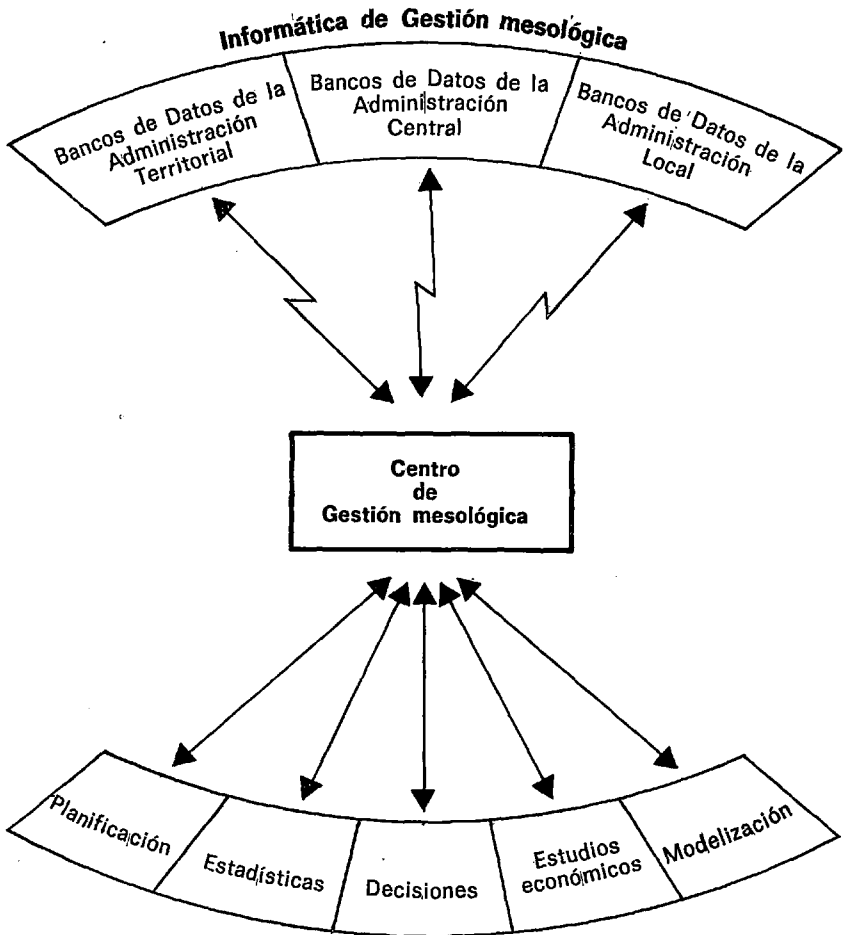 Informática de Gestión mesológica
Bancos de Datos de la
Administración
Territorial
Bancos de Datos de la
Administración
Central
Bancos de Datos de la
Administración
Local
Centro
de
Gestión mesológica
Planificación
Estadísticas
Decisiones
Estudios
económicos
Modelización